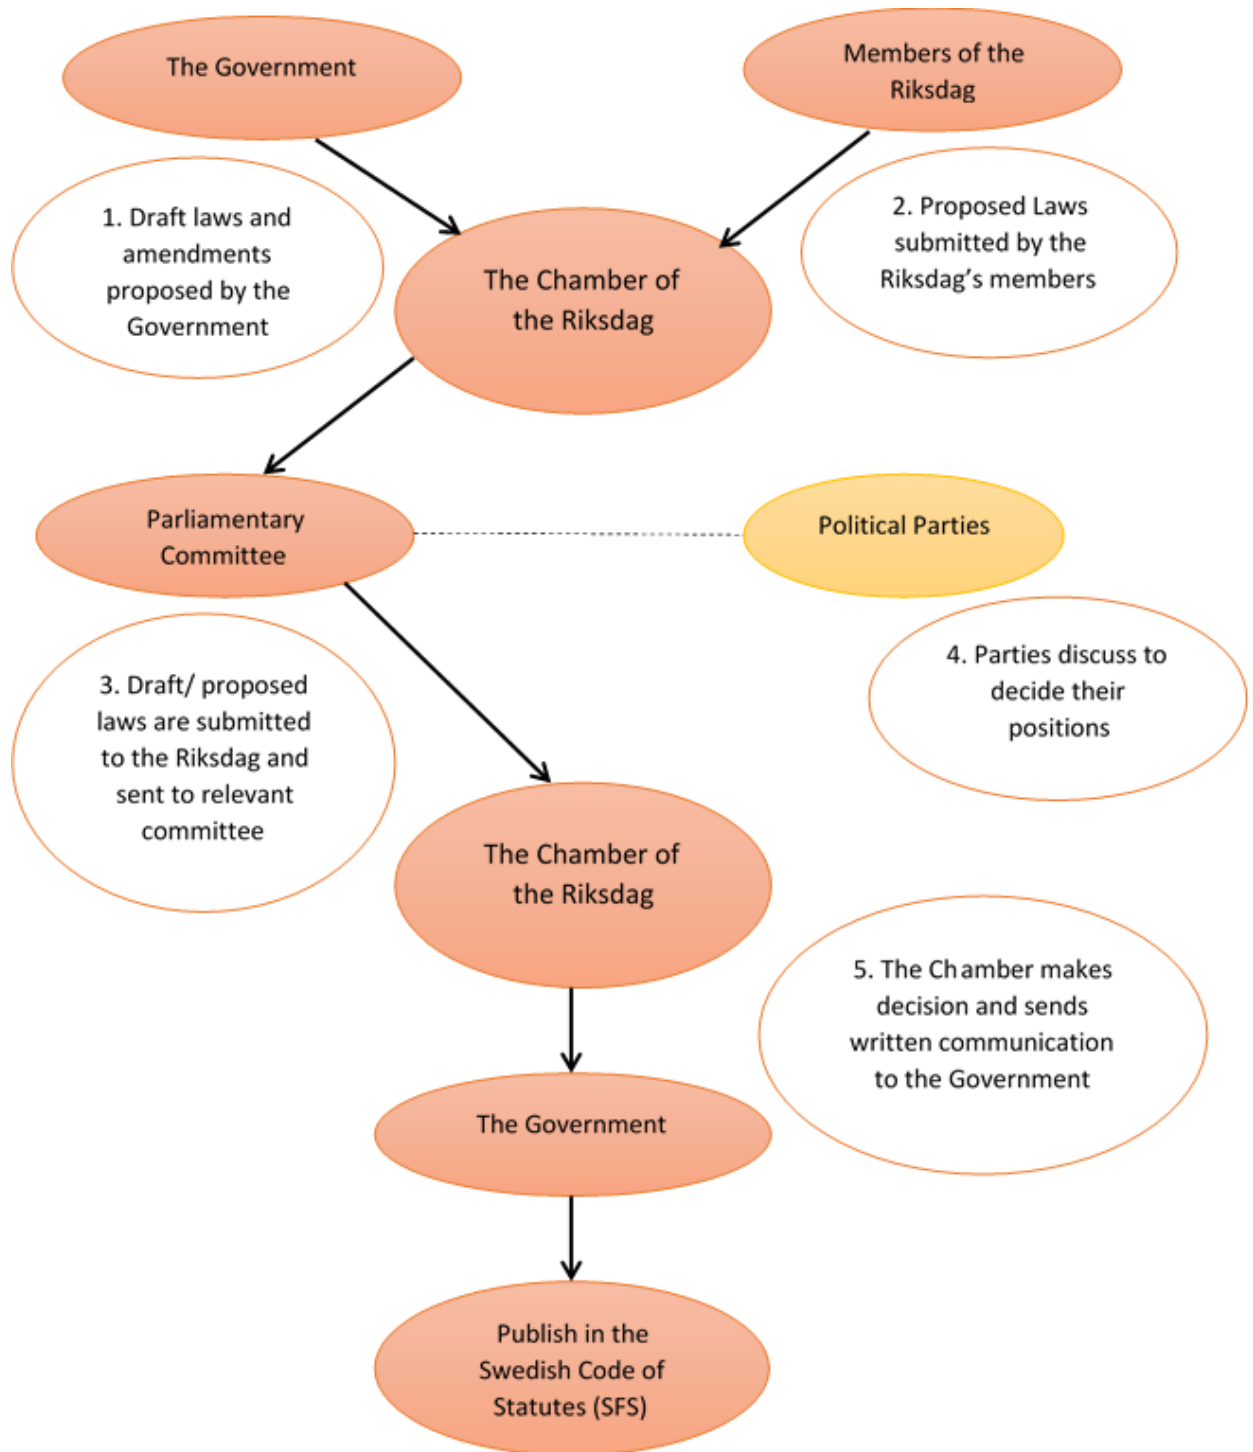 The Government
Members of the
Riksdag
1. Draft laws and
amendments
proposed by the
Government
2. Proposed Laws
submitted by the
Riksdag’s members
The Chamber of
the Riksdag
Parliamentary
Committee
Political Parties
3. Draft/ proposed
laws are submitted
to the Riksdag and
sent to relevant
committee
4. Parties discuss to
decide their
positions
The Chamber of
the Riksdag
5. The Chamber makes
decision and sends
written communication
to the Government
The Government
Publish in the
Swedish Code of
Statutes (SFS)